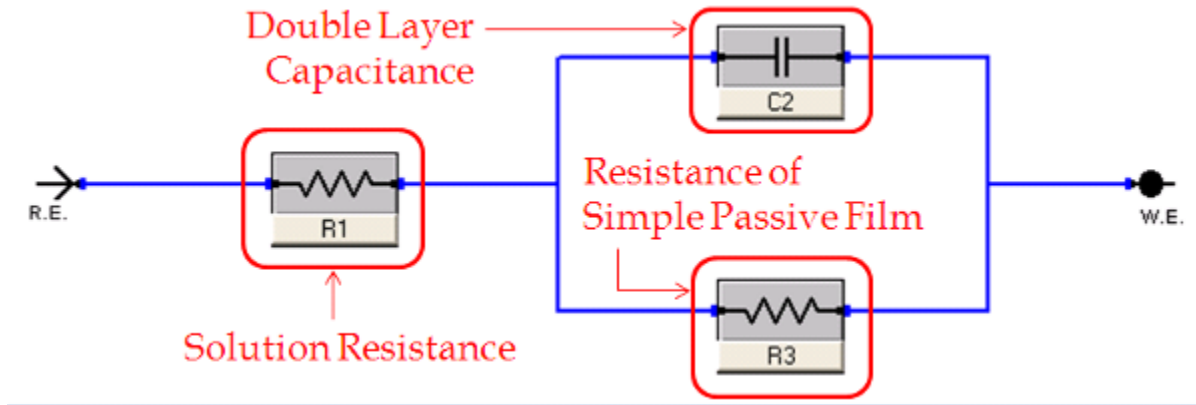 Double Layer
Capacitance
C2
R.E.
R1
Resistance of
Simple Passive Film
W.E.
Solution Resistance
R3